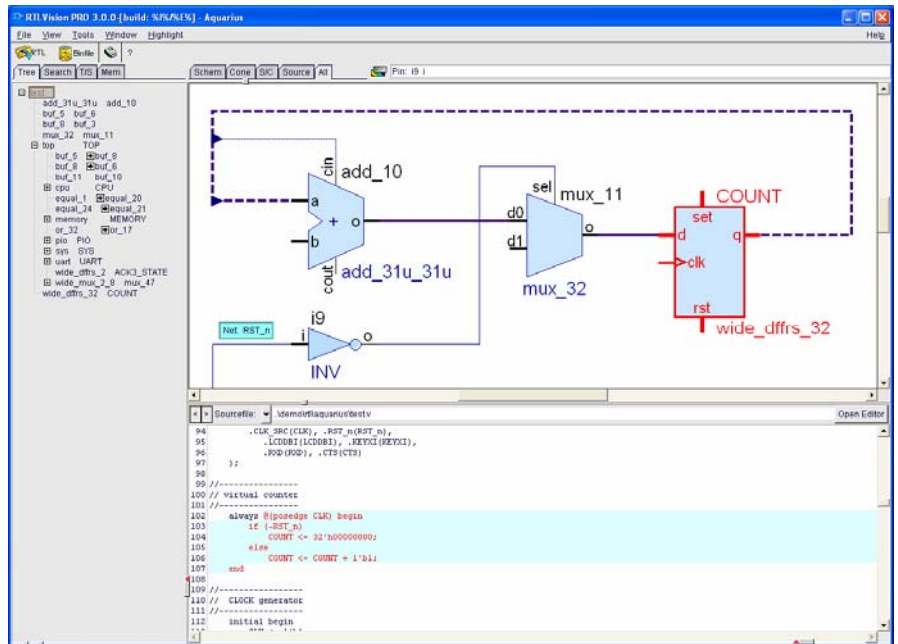 RTLVision PRO 3.0.0-[build: %I%/%E%] - Aquarius
File View Tools Window Highlight Help
RTL Binfile ?
Tree Search T/S Mem
Schem Cone S/C Source All Pin: i9 i
test
add_31u_31u add_10
buf_5 buf_6
buf_8 buf_3
mux_32 mux_11
top TOP
buf_5 buf_8
buf_8 buf_6
buf_11 buf_10
cpu CPU
equal_1 equal_20
equal_24 equal_21
memory MEMORY
or_32 or_17
pio PIO
sys SYS
uart UART
wide_dffrs_2 ACK3_STATE
wide_mux_2_8 mux_47
wide_dffrs_32 COUNT
cin
add_10
a
+
o
b
cout
add_31u_31u
sel
mux_11
d0
d1
o
mux_32
COUNT
set
d
q
clk
rst
wide_dffrs_32
Net RST_n
i9
i
o
INV
< > Sourcefile: .\demo\rtl\aquarius\test.v Open Editor
94 .CLK_SRC(CLK), .RST_n(RST_n),
95 .LCDDBI(LCDDBI), .KEYXI(KEYXI),
96 .RXD(RXD), .CTS(CTS)
97 );
98
99 //----------------
100 // virtual counter
101 //----------------
102 always @(posedge CLK) begin
103 if (~RST_n)
104 COUNT <= 32'h00000000;
105 else
106 COUNT <= COUNT + 1'b1;
107 end
108
109 //-----------------
110 // CLOCK generator
111 //-----------------
112 initial begin